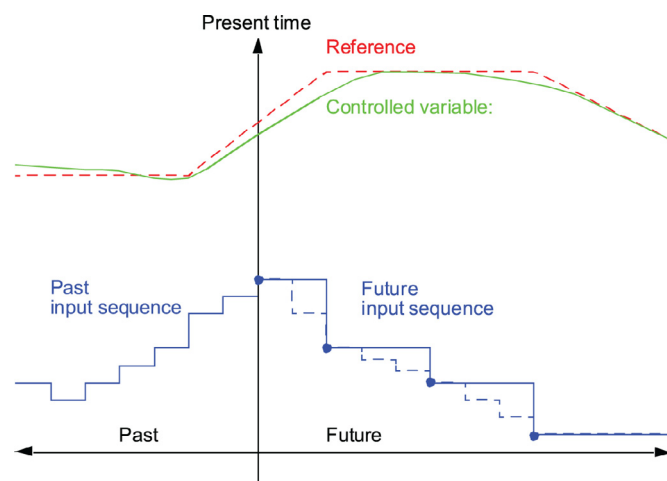 Present time
Reference
Controlled variable:
Past
input sequence
Future
input sequence
Past
Future